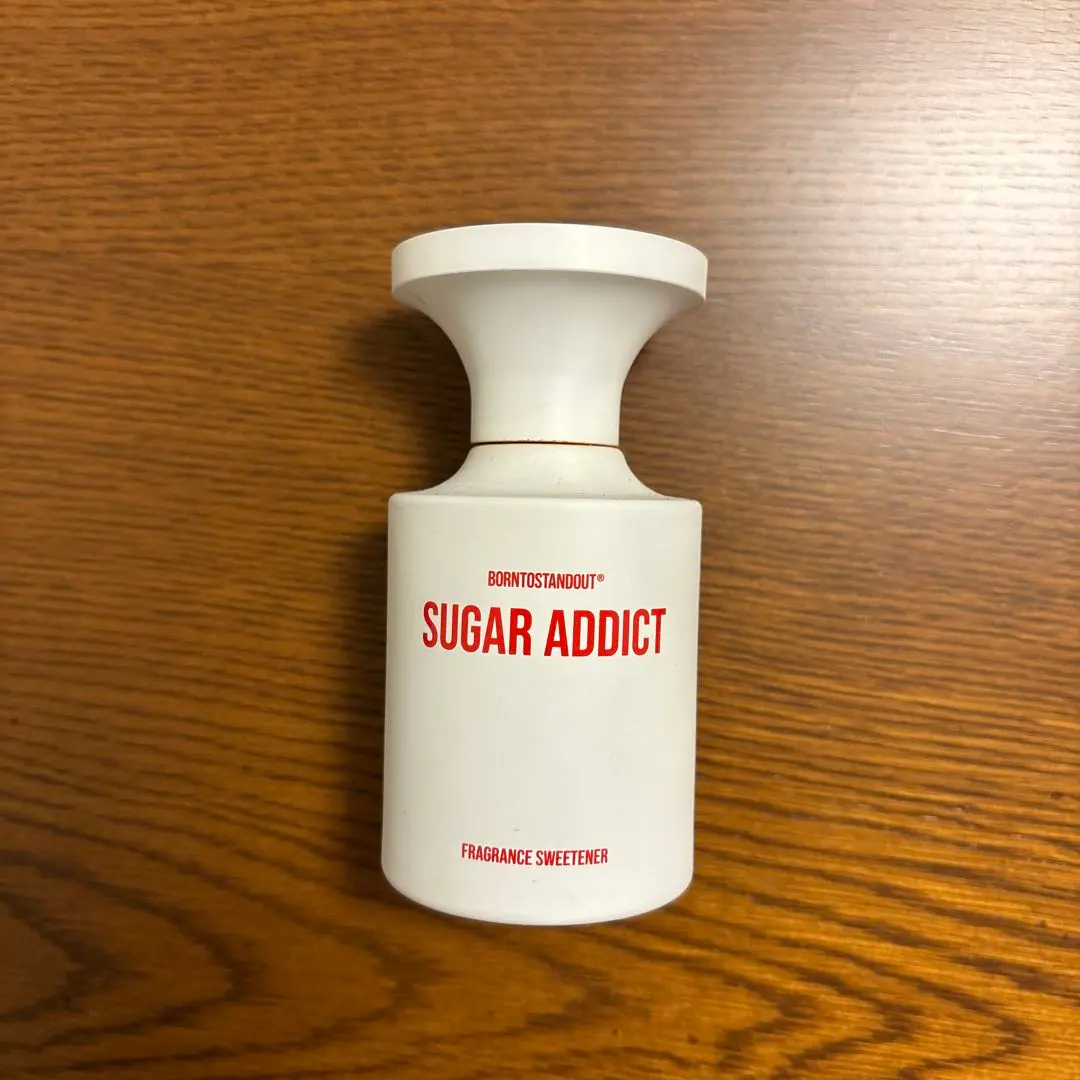 BORNTOSTANDOUT®
SUGAR ADDICT
FRAGRANCE SWEETENER